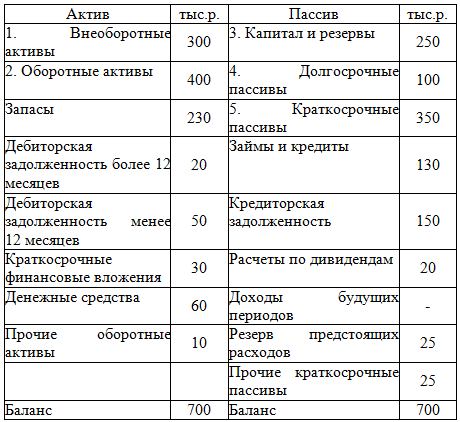 Актив тыс.р. Пассив тыс.р.
1. Внеоборотные активы 300 3. Капитал и резервы 250
2. Оборотные активы 400 4. Долгосрочные пассивы 100
Запасы 230 5. Краткосрочные пассивы 350
Дебиторская задолженность более 12 месяцев 20 Займы и кредиты 130
Дебиторская задолженность менее 12 месяцев 50 Кредиторская задолженность 150
Краткосрочные финансовые вложения 30 Расчеты по дивидендам 20
Денежные средства 60 Доходы будущих периодов -
Прочие оборотные активы 10 Резерв предстоящих расходов 25
Прочие краткосрочные пассивы 25
Баланс 700 Баланс 700